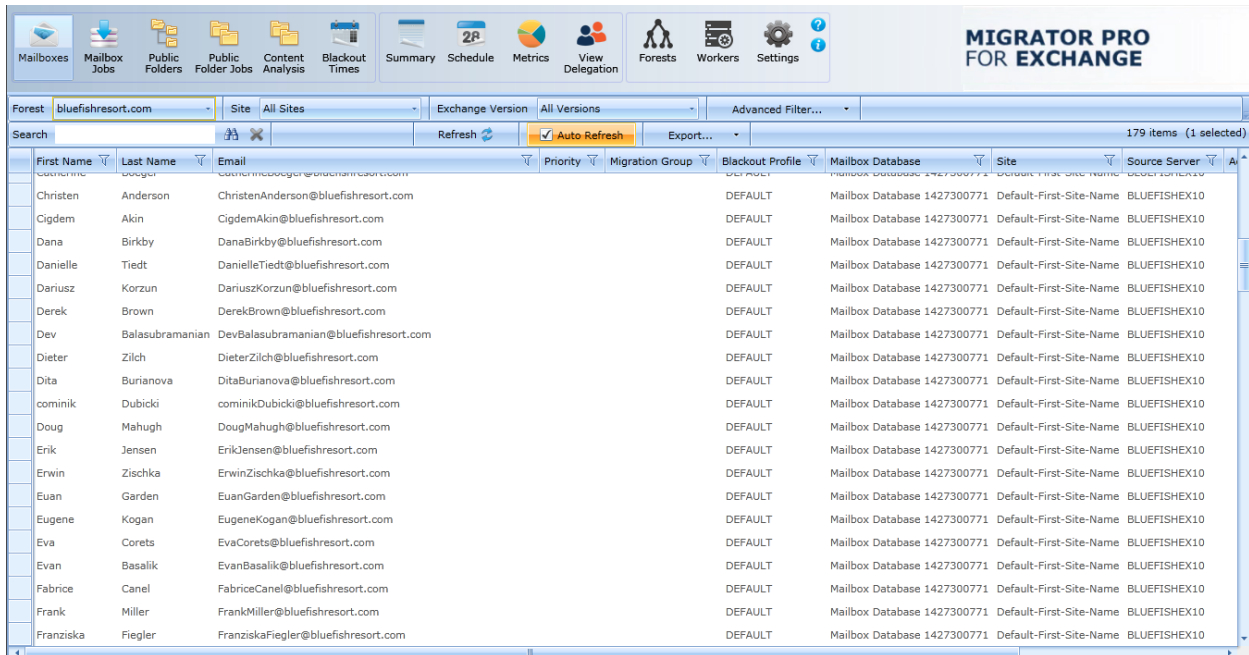 MIGRATOR PRO
FOR EXCHANGE
Mailboxes Mailbox Jobs Public Folders Public Folder Jobs Content Analysis Blackout Times Summary 28 Schedule Metrics View Delegation Forests Workers Settings ? i
Forest bluefishresort.com Site All Sites Exchange Version All Versions Advanced Filter...
Search Refresh Auto Refresh Export... 179 items (1 selected)
First Name Last Name Email Priority Migration Group Blackout Profile Mailbox Database Site Source Server
Christen Anderson ChristenAnderson@bluefishresort.com DEFAULT Mailbox Database 1427300771 Default-First-Site-Name BLUEFISHEX10
Cigdem Akin CigdemAkin@bluefishresort.com DEFAULT Mailbox Database 1427300771 Default-First-Site-Name BLUEFISHEX10
Dana Birkby DanaBirkby@bluefishresort.com DEFAULT Mailbox Database 1427300771 Default-First-Site-Name BLUEFISHEX10
Danielle Tiedt DanielleTiedt@bluefishresort.com DEFAULT Mailbox Database 1427300771 Default-First-Site-Name BLUEFISHEX10
Dariusz Korzun DariuszKorzun@bluefishresort.com DEFAULT Mailbox Database 1427300771 Default-First-Site-Name BLUEFISHEX10
Derek Brown DerekBrown@bluefishresort.com DEFAULT Mailbox Database 1427300771 Default-First-Site-Name BLUEFISHEX10
Dev Balasubramanian DevBalasubramanian@bluefishresort.com DEFAULT Mailbox Database 1427300771 Default-First-Site-Name BLUEFISHEX10
Dieter Zilch DieterZilch@bluefishresort.com DEFAULT Mailbox Database 1427300771 Default-First-Site-Name BLUEFISHEX10
Dita Burianova DitaBurianova@bluefishresort.com DEFAULT Mailbox Database 1427300771 Default-First-Site-Name BLUEFISHEX10
cominik Dubicki cominikDubicki@bluefishresort.com DEFAULT Mailbox Database 1427300771 Default-First-Site-Name BLUEFISHEX10
Doug Mahugh DougMahugh@bluefishresort.com DEFAULT Mailbox Database 1427300771 Default-First-Site-Name BLUEFISHEX10
Erik Jensen ErikJensen@bluefishresort.com DEFAULT Mailbox Database 1427300771 Default-First-Site-Name BLUEFISHEX10
Erwin Zischka ErwinZischka@bluefishresort.com DEFAULT Mailbox Database 1427300771 Default-First-Site-Name BLUEFISHEX10
Euan Garden EuanGarden@bluefishresort.com DEFAULT Mailbox Database 1427300771 Default-First-Site-Name BLUEFISHEX10
Eugene Kogan EugeneKogan@bluefishresort.com DEFAULT Mailbox Database 1427300771 Default-First-Site-Name BLUEFISHEX10
Eva Corets EvaCorets@bluefishresort.com DEFAULT Mailbox Database 1427300771 Default-First-Site-Name BLUEFISHEX10
Evan Basalik EvanBasalik@bluefishresort.com DEFAULT Mailbox Database 1427300771 Default-First-Site-Name BLUEFISHEX10
Fabrice Canel FabriceCanel@bluefishresort.com DEFAULT Mailbox Database 1427300771 Default-First-Site-Name BLUEFISHEX10
Frank Miller FrankMiller@bluefishresort.com DEFAULT Mailbox Database 1427300771 Default-First-Site-Name BLUEFISHEX10
Franziska Fiegler FranziskaFiegler@bluefishresort.com DEFAULT Mailbox Database 1427300771 Default-First-Site-Name BLUEFISHEX10